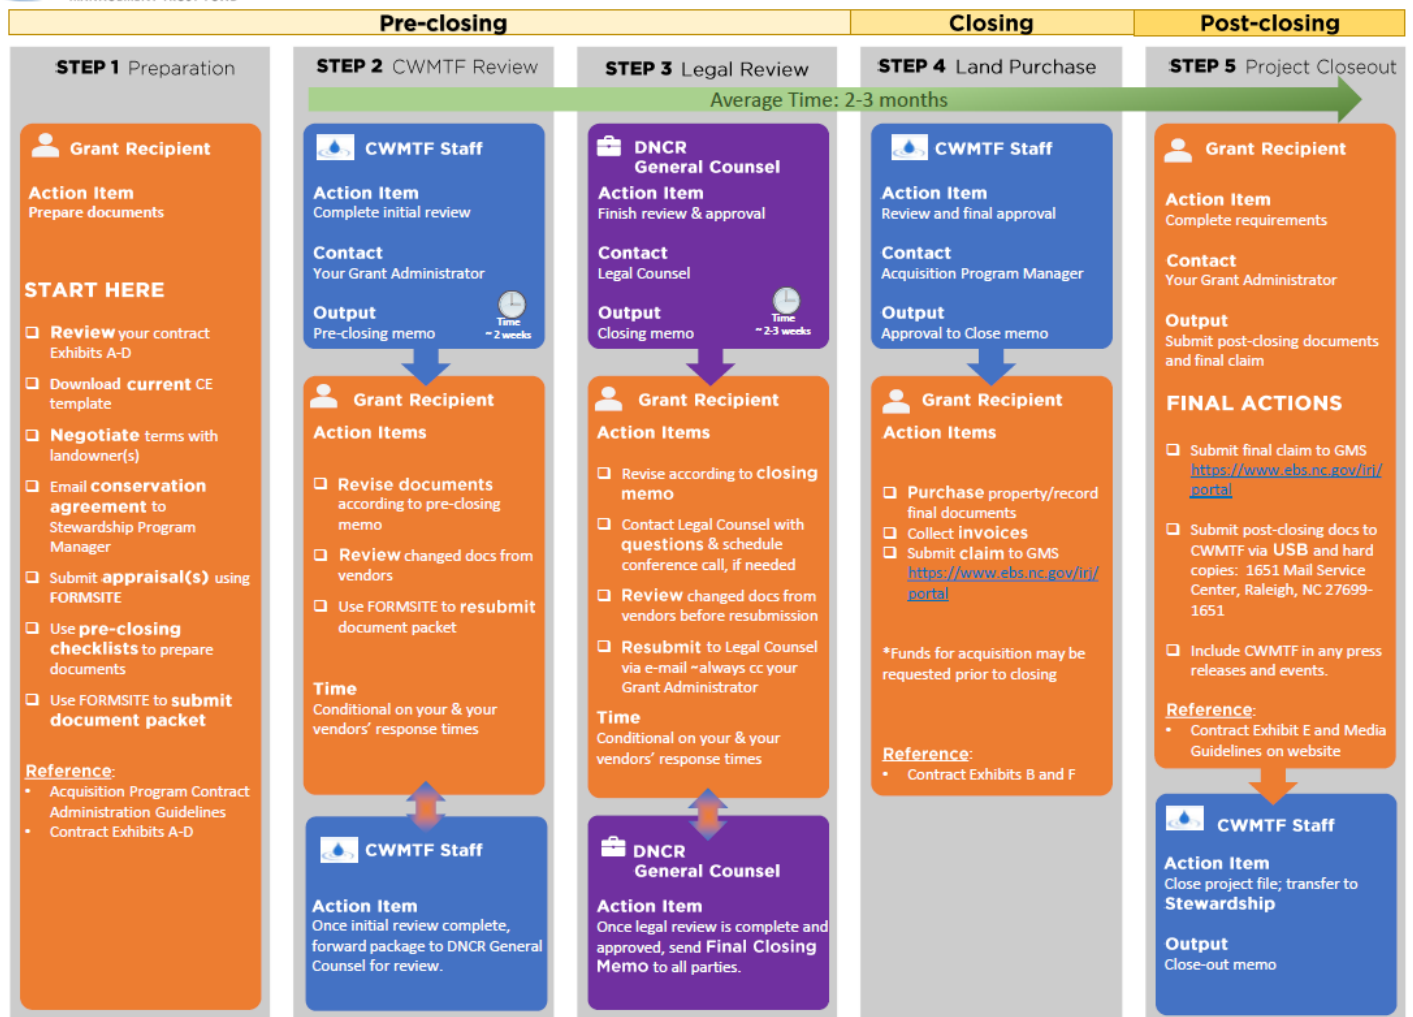 Pre-closing
Closing
Post-closing
STEP 1 Preparation
Grant Recipient
Action Item
Prepare documents
START HERE
❑ Review your contract
Exhibits A-D
❑ Download current CE
template
❑ Negotiate terms with
landowner(s)
❑ Email conservation
agreement to
Stewardship Program
Manager
❑ Submit appraisal(s) using
FORMSITE
❑ Use pre-closing
checklists to prepare
documents
❑ Use FORMSITE to submit
document packet
Reference:
• Acquisition Program Contract
Administration Guidelines
• Contract Exhibits A-D
STEP 2 CWMTF Review
Average Time: 2-3 months
CWMTF Staff
Action Item
Complete initial review
Contact
Your Grant Administrator
Output
Pre-closing memo
Time
~ 2 weeks
Grant Recipient
Action Items
❑ Revise documents
according to pre-closing
memo
❑ Review changed docs from
vendors
❑ Use FORMSITE to resubmit
document packet
Time
Conditional on your & your
vendors' response times
CWMTF Staff
Action Item
Once initial review complete,
forward package to DNCR General
Counsel for review.
STEP 3 Legal Review
DNCR
General Counsel
Action Item
Finish review & approval
Contact
Legal Counsel
Output
Closing memo
Time
~ 2-3 weeks
Grant Recipient
Action Items
❑ Revise according to closing
memo
❑ Contact Legal Counsel with
questions & schedule
conference call, if needed
❑ Review changed docs from
vendors before resubmission
❑ Resubmit to Legal Counsel
via e-mail ~always cc your
Grant Administrator
Time
Conditional on your & your
vendors' response times
DNCR
General Counsel
Action Item
Once legal review is complete and
approved, send Final Closing
Memo to all parties.
STEP 4 Land Purchase
CWMTF Staff
Action Item
Review and final approval
Contact
Acquisition Program Manager
Output
Approval to Close memo
Grant Recipient
Action Items
❑ Purchase property/record
final documents
❑ Collect invoices
❑ Submit claim to GMS
https://www.ebs.nc.gov/irj/
portal
*Funds for acquisition may be
requested prior to closing
Reference:
• Contract Exhibits B and F
STEP 5 Project Closeout
Grant Recipient
Action Item
Complete requirements
Contact
Your Grant Administrator
Output
Submit post-closing documents
and final claim
FINAL ACTIONS
❑ Submit final claim to GMS
https://www.ebs.nc.gov/irj/
portal
❑ Submit post-closing docs to
CWMTF via USB and hard
copies: 1651 Mail Service
Center, Raleigh, NC 27699-
1651
❑ Include CWMTF in any press
releases and events.
Reference:
• Contract Exhibit E and Media
Guidelines on website
CWMTF Staff
Action Item
Close project file; transfer to
Stewardship
Output
Close-out memo